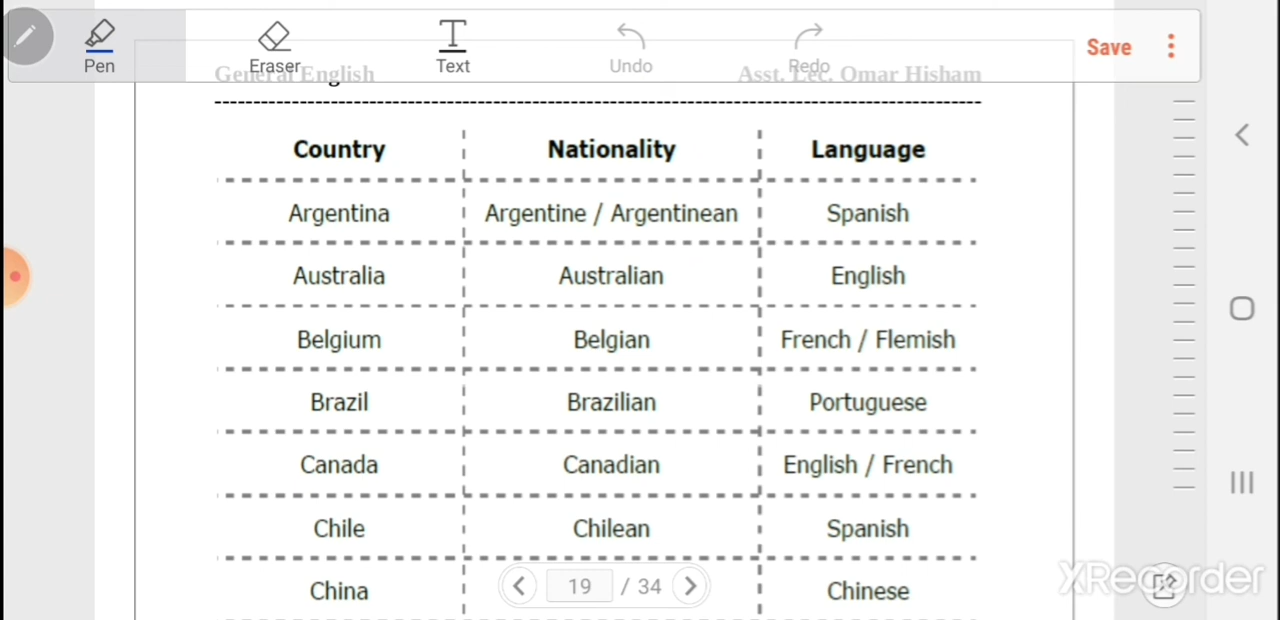 Pen Eraser Text Undo Redo Save
General English Asst. Lec. Omar Hisham
Country Nationality Language
Argentina Argentine / Argentinean Spanish
Australia Australian English
Belgium Belgian French / Flemish
Brazil Brazilian Portuguese
Canada Canadian English / French
Chile Chilean Spanish
China Chinese
19 / 34
XRecorder